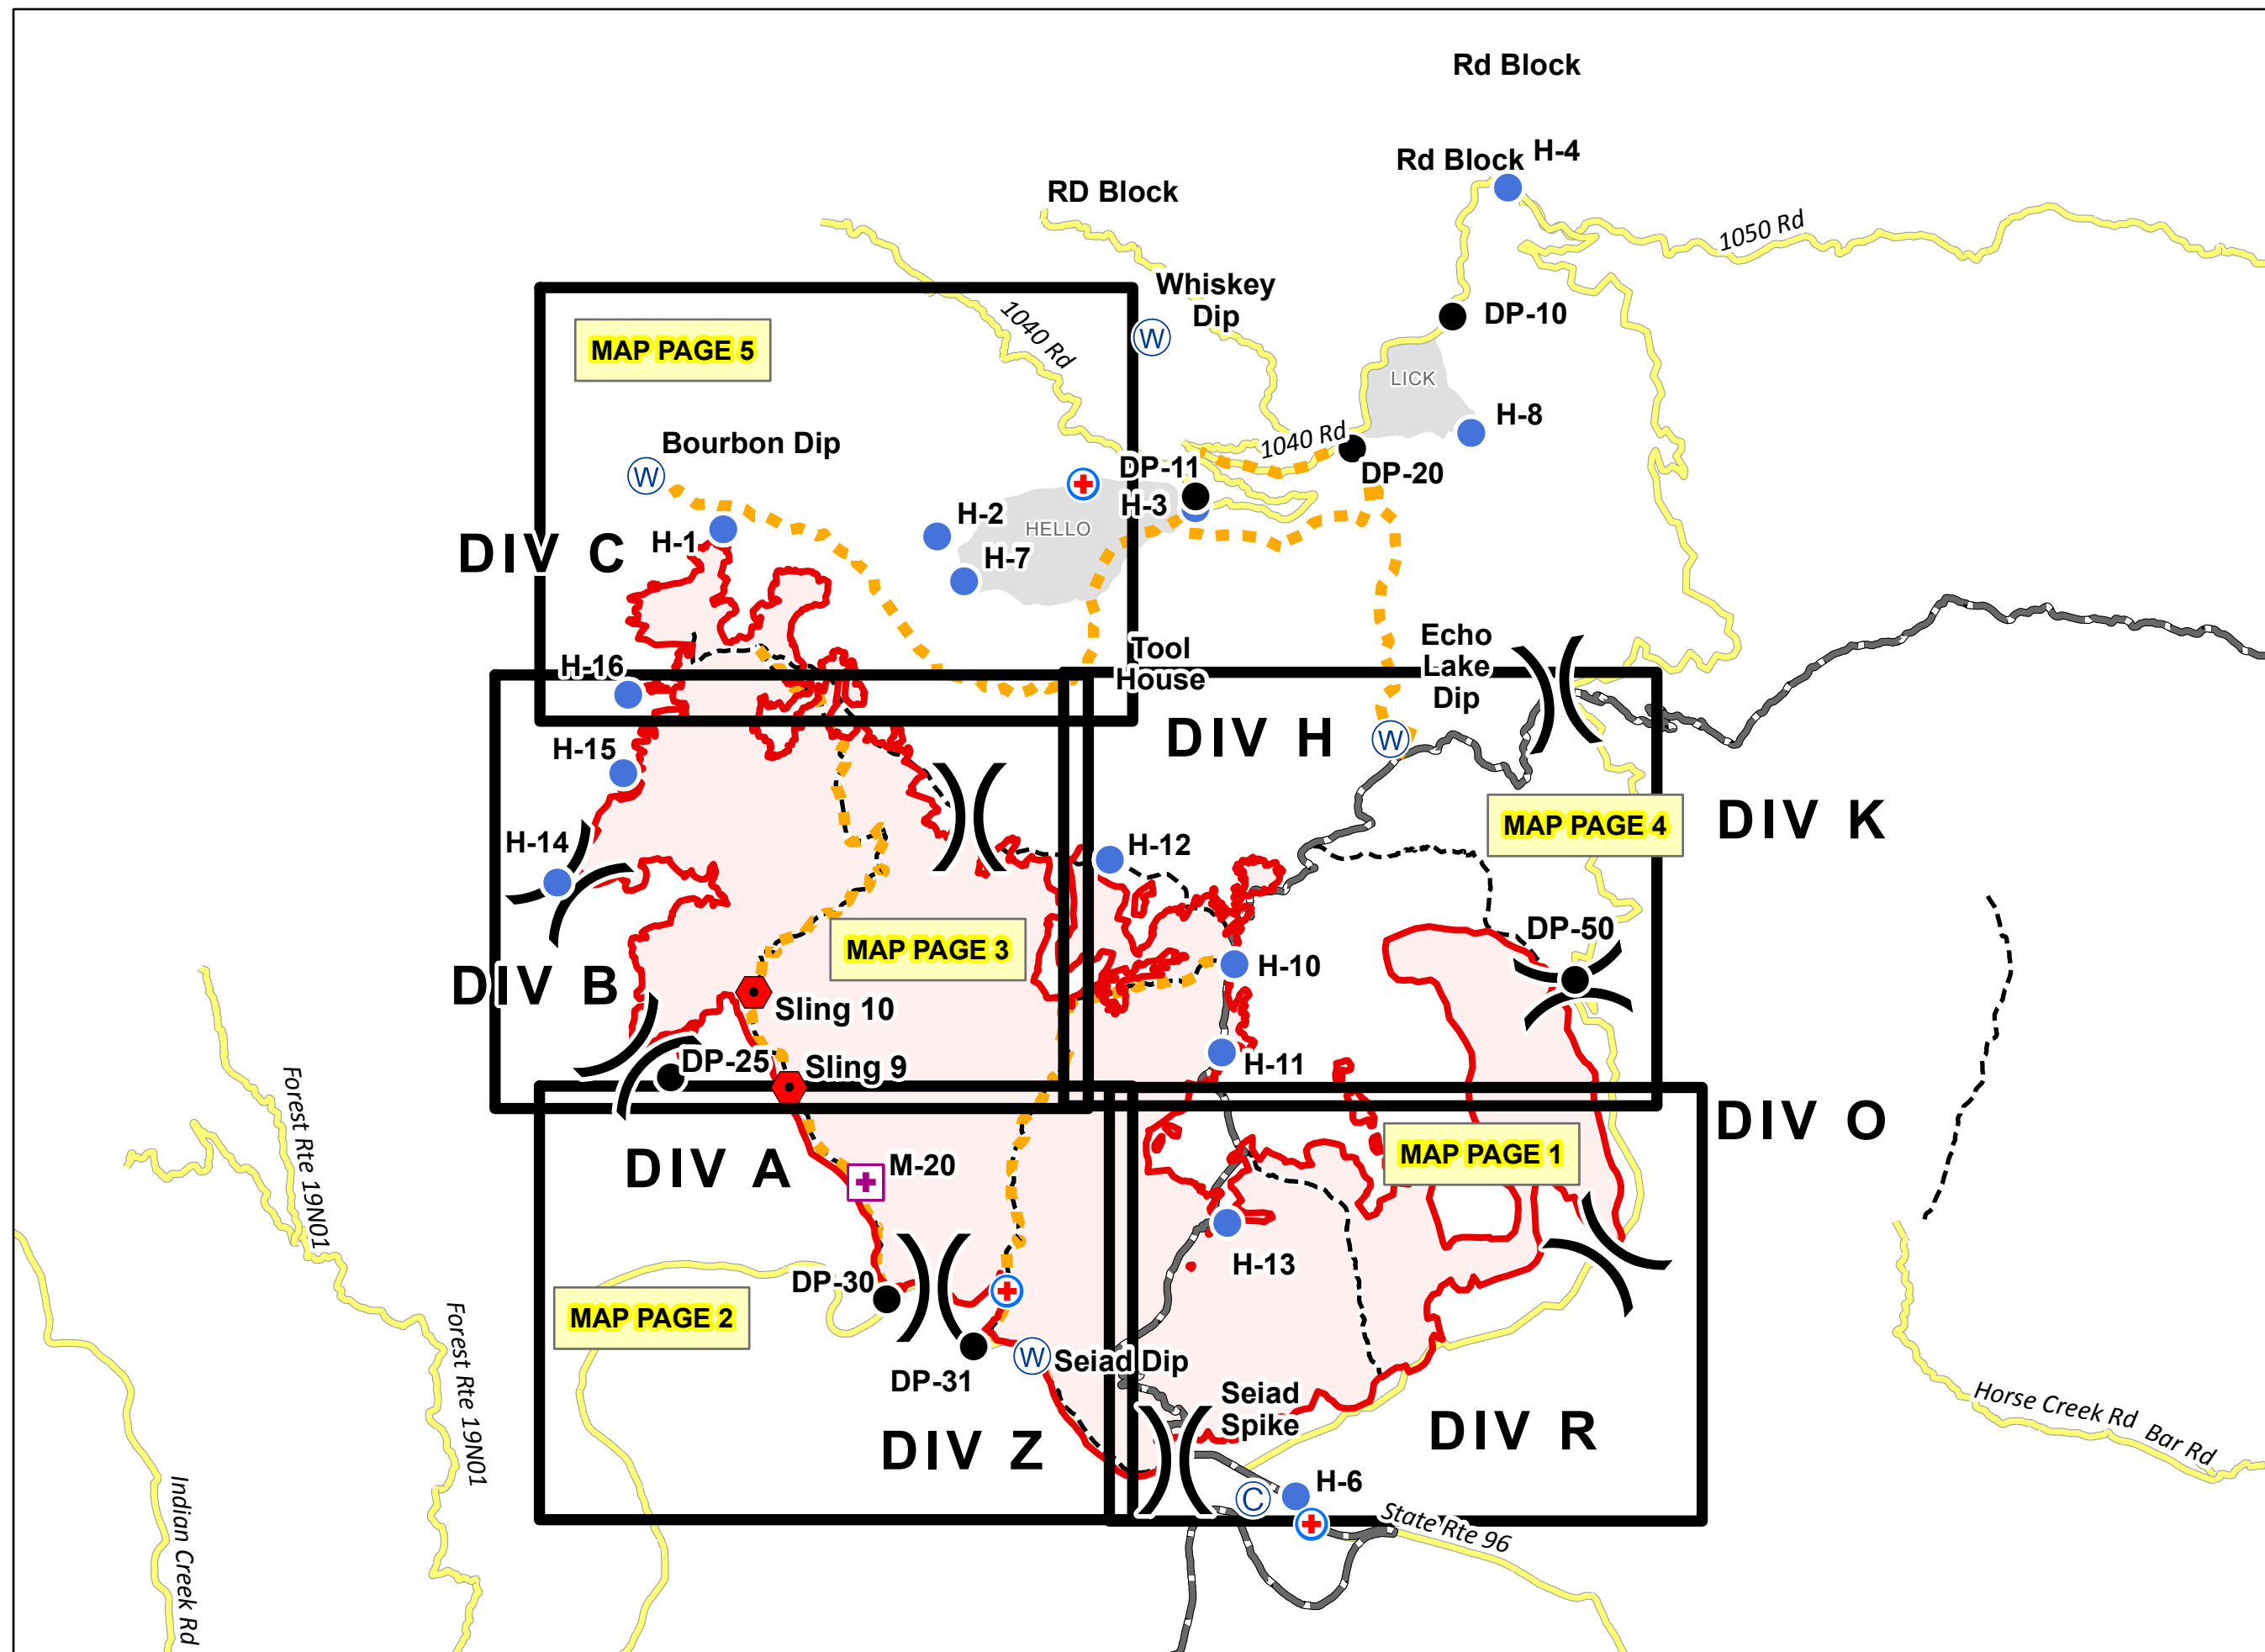 Rd Block
Rd Block
H-4
RD Block
1050 Rd
Whiskey
Dip
W
1040 Rd
DP-10
MAP PAGE 5
LICK
H-8
Bourbon Dip
W
1040 Rd
DP-11
DP-20
H-3
H-2
HELLO
H-1
DIV C
H-7
Tool
House
Echo
Lake
Dip
H-16
DIV H
W
H-15
MAP PAGE 4
DIV K
H-14
H-12
DP-50
MAP PAGE 3
H-10
DIV B
Sling 10
DP-25
Sling 9
H-11
DIV O
Forest Rte 19N01
DIV A
M-20
MAP PAGE 1
H-13
DP-30
MAP PAGE 2
Forest Rte 19N01
DP-31
W
Seiad Dip
Seiad
Spike
Horse Creek Rd
Bar Rd
DIV Z
DIV R
H-6
C
State Rte 96
Indian Creek Rd